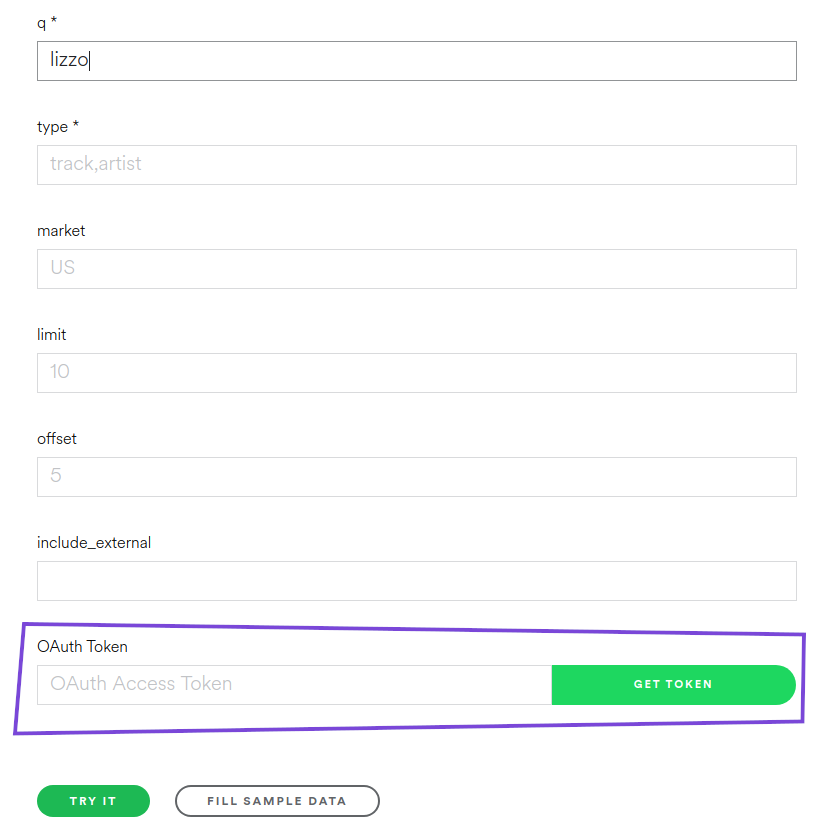 q *
lizzo
type *
track,artist
market
US
limit
10
offset
5
include_external
OAuth Token
OAuth Access Token GET TOKEN
TRY IT FILL SAMPLE DATA